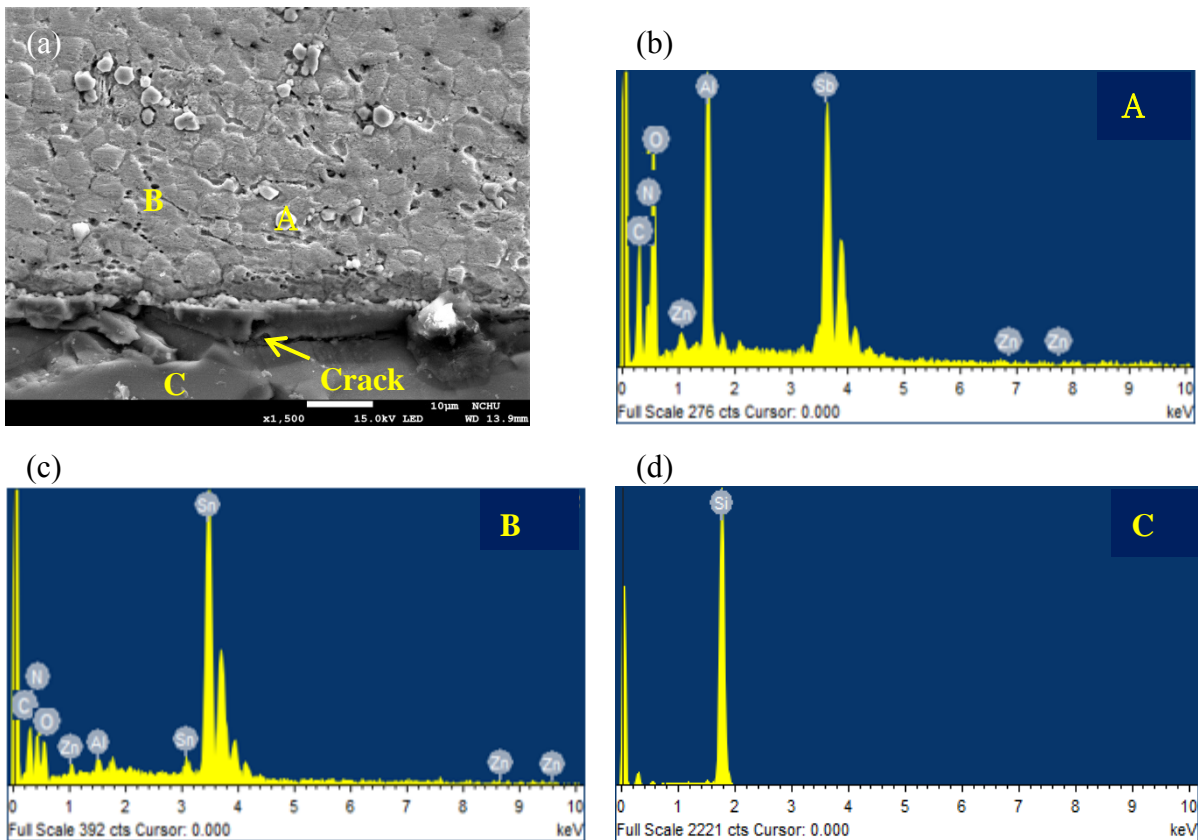 (a)
B
A
C
Crack
10μm NCHU
x1,500 15.0kV LED WD 13.9mm
(b)
A
Al
Sb
O
N
C
Zn
Zn
Zn
0 1 2 3 4 5 6 7 8 9 10
Full Scale 276 cts Cursor: 0.000 keV
(c)
B
Sn
N
C
O
Zn
Al
Sn
Zn
Zn
0 1 2 3 4 5 6 7 8 9 10
Full Scale 392 cts Cursor: 0.000 keV
(d)
C
Si
0 1 2 3 4 5 6 7 8 9 10
Full Scale 2221 cts Cursor: 0.000 keV